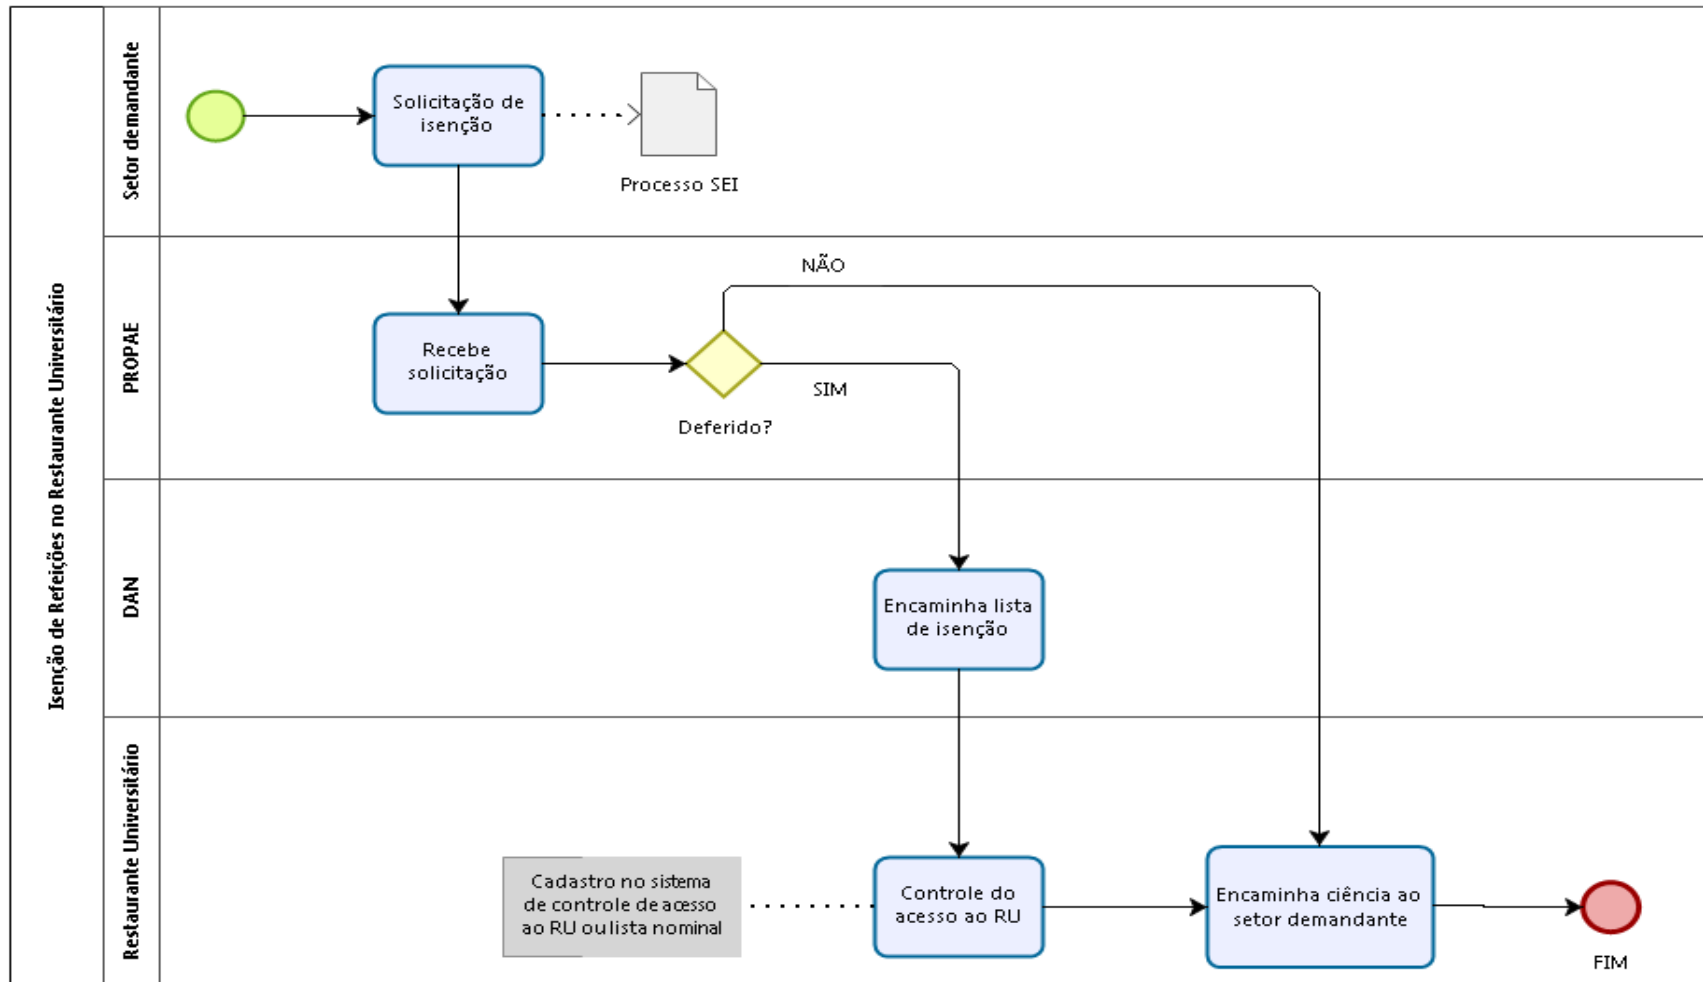 Isenção de Refeições no Restaurante Universitário
Setor demandante
Solicitação de
isenção
Processo SEI
PROPAE
Recebe
solicitação
Deferido?
NÃO
SIM
DAN
Encaminha lista
de isenção
Restaurante Universitário
Cadastro no sistema
de controle de acesso
ao RU ou lista nominal
Controle do
acesso ao RU
Encaminha ciência ao
setor demandante
FIM